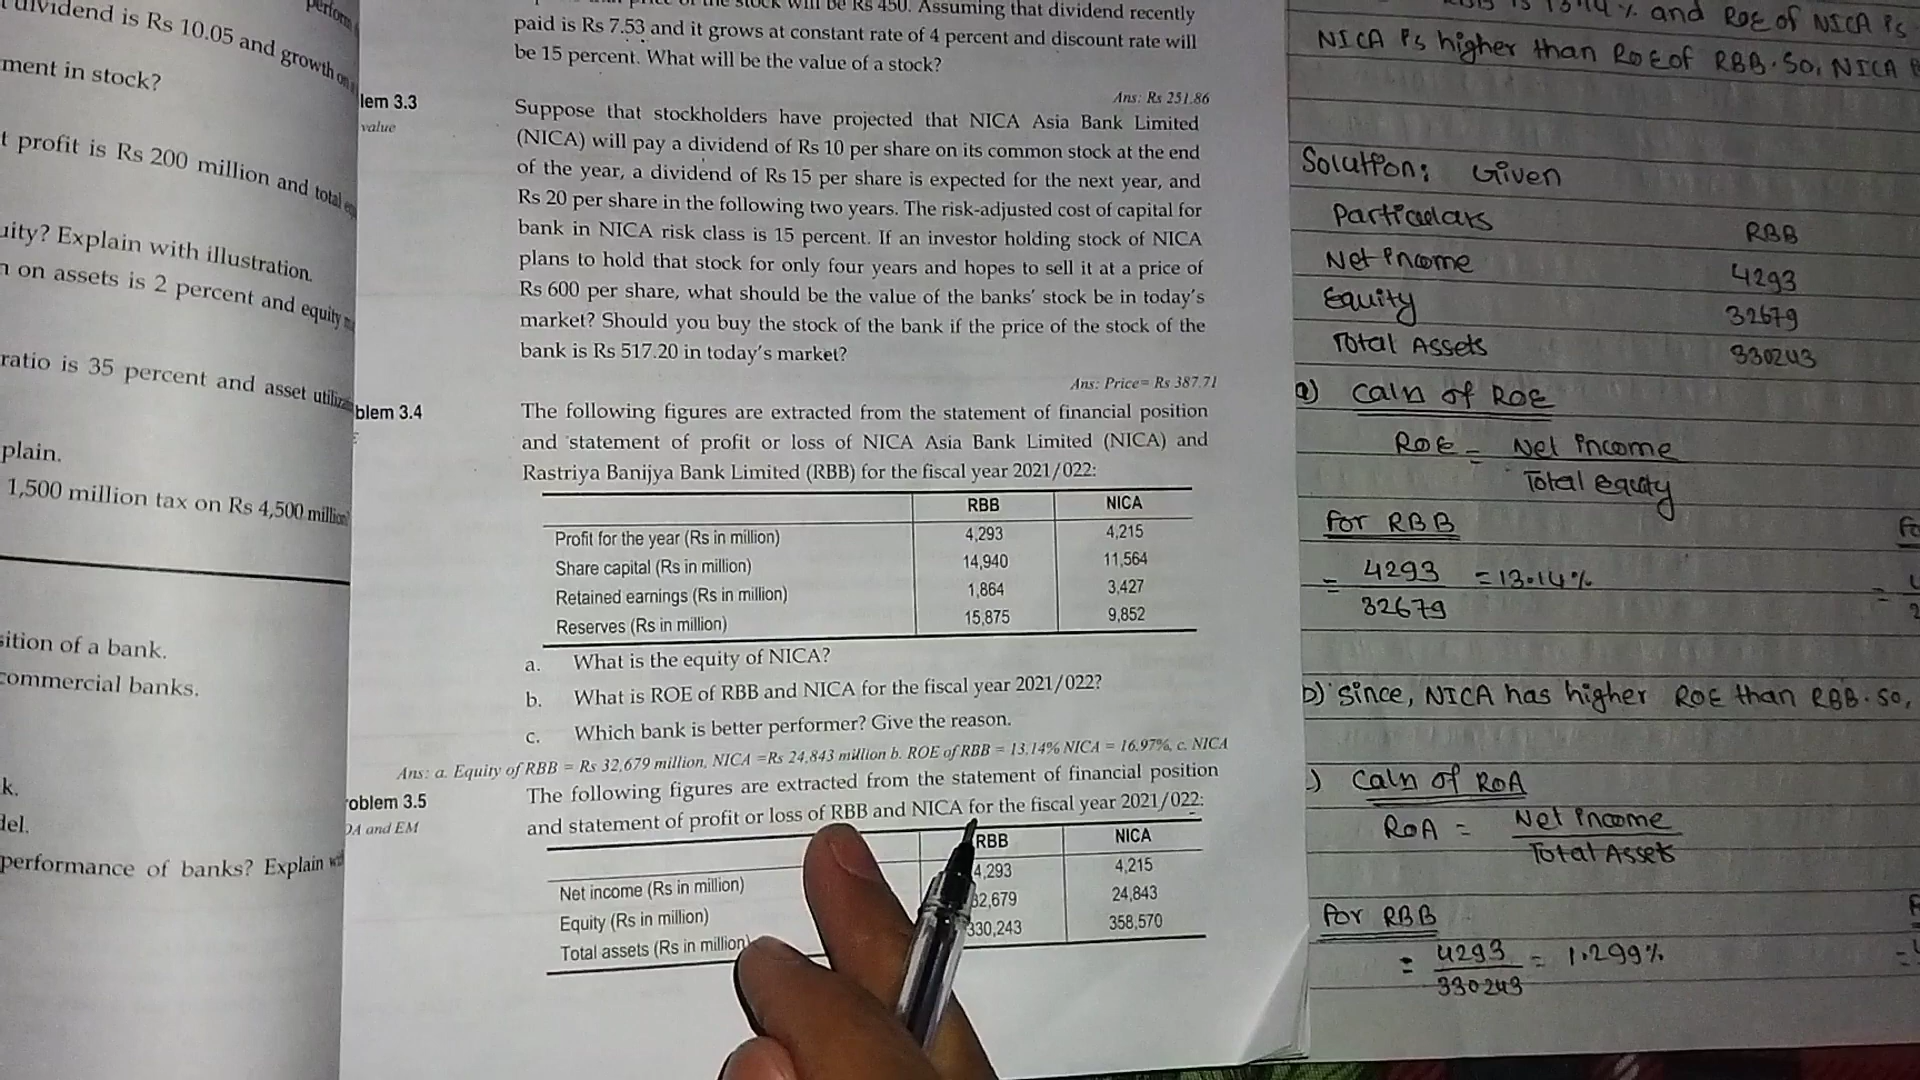 dividend is Rs 10.05 and growth on
ment in stock?
t profit is Rs 200 million and total
uity? Explain with illustration.
n on assets is 2 percent and equity
ratio is 35 percent and asset
plain.
1,500 million tax on Rs 4,500 million
sition of a bank.
commercial banks.
k.
del.
performance of banks? Explain
price of the stock will be Rs 450. Assuming that dividend recently
paid is Rs 7.53 and it grows at constant rate of 4 percent and discount rate will
be 15 percent. What will be the value of a stock?
Ans: Rs 251.86
lem 3.3
value
Suppose that stockholders have projected that NICA Asia Bank Limited
(NICA) will pay a dividend of Rs 10 per share on its common stock at the end
of the year, a dividend of Rs 15 per share is expected for the next year, and
Rs 20 per share in the following two years. The risk-adjusted cost of capital for
bank in NICA risk class is 15 percent. If an investor holding stock of NICA
plans to hold that stock for only four years and hopes to sell it at a price of
Rs 600 per share, what should be the value of the banks' stock be in today's
market? Should you buy the stock of the bank if the price of the stock of the
bank is Rs 517.20 in today's market?
Ans: Price= Rs 387.71
blem 3.4
The following figures are extracted from the statement of financial position
and statement of profit or loss of NICA Asia Bank Limited (NICA) and
Rastriya Banijya Bank Limited (RBB) for the fiscal year 2021/022:
RBB NICA
Profit for the year (Rs in million) 4,293 4,215
Share capital (Rs in million) 14,940 11,564
Retained earnings (Rs in million) 1,864 3,427
Reserves (Rs in million) 15,875 9,852
a. What is the equity of NICA?
b. What is ROE of RBB and NICA for the fiscal year 2021/022?
c. Which bank is better performer? Give the reason.
Ans: a. Equity of RBB = Rs 32,679 million, NICA =Rs 24,843 million b. ROE of RBB = 13.14% NICA = 16.97%, c. NICA
oblem 3.5
OA and EM
The following figures are extracted from the statement of financial position
and statement of profit or loss of RBB and NICA for the fiscal year 2021/022:
RBB NICA
Net income (Rs in million) 4,293 4,215
Equity (Rs in million) 32,679 24,843
Total assets (Rs in million) 330,243 358,570
is 13.14% and ROE of NICA is
NICA is higher than ROE of RBB. So, NICA
Solution: Given
Particulars RBB
Net income 4293
Equity 32679
Total Assets 330243
a) Caln of ROE
ROE = Net income
Total equity
For RBB
= 4293 = 13.14%
32679
b) Since, NICA has higher ROE than RBB. So,
) Caln of ROA
ROA = Net income
Total Assets
For RBB
= 4293 = 1.299%
330243